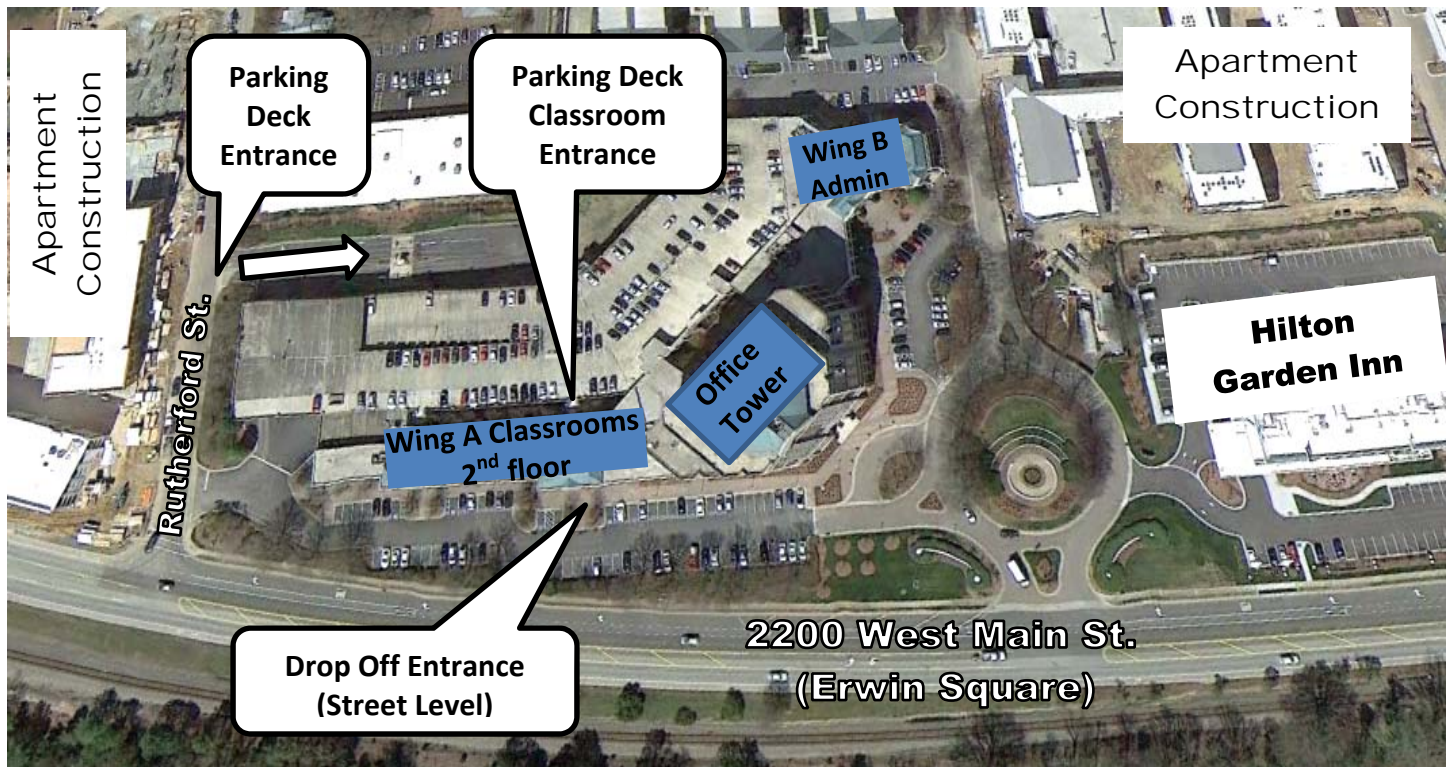 Apartment
Construction
Parking
Deck
Entrance
Parking Deck
Classroom
Entrance
Wing B
Admin
Apartment
Construction
Hilton
Garden Inn
Office
Tower
Rutherford St.
Wing A Classrooms
2nd floor
Drop Off Entrance
(Street Level)
2200 West Main St.
(Erwin Square)